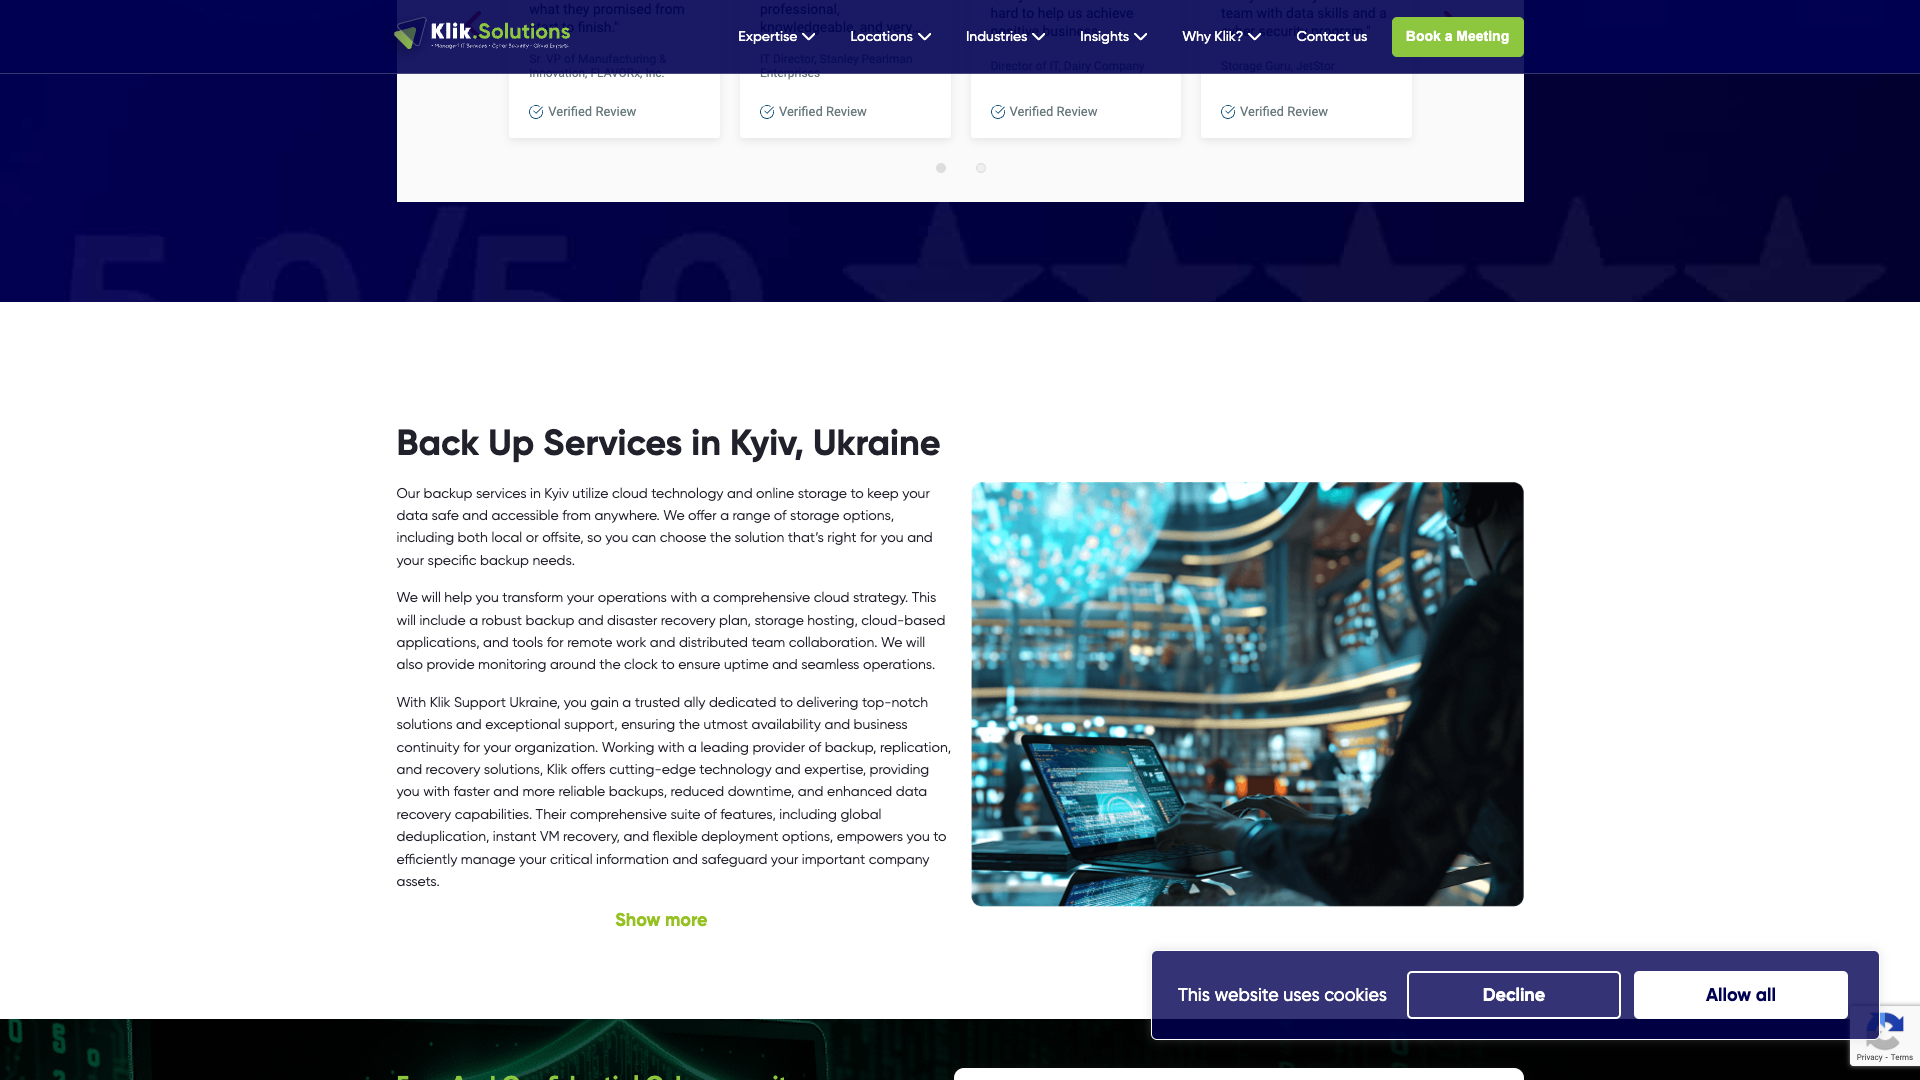 Klik.Solutions
Expertise
Locations
Industries
Insights
Why Klik?
Contact us
Book a Meeting
what they promised from
start to finish."
Sr. VP of Manufacturing &
Innovation, FLAVORx, Inc.
professional,
knowledgeable, and very
IT Director, Stanley Pearlman
Enterprises
hard to help us achieve
Director of IT, Dairy Company
team with data skills and a
Storage Guru, JetStor
Verified Review
Verified Review
Verified Review
Verified Review
5.0/5.0
Back Up Services in Kyiv, Ukraine
Our backup services in Kyiv utilize cloud technology and online storage to keep your
data safe and accessible from anywhere. We offer a range of storage options,
including both local or offsite, so you can choose the solution that’s right for you and
your specific backup needs.
We will help you transform your operations with a comprehensive cloud strategy. This
will include a robust backup and disaster recovery plan, storage hosting, cloud-based
applications, and tools for remote work and distributed team collaboration. We will
also provide monitoring around the clock to ensure uptime and seamless operations.
With Klik Support Ukraine, you gain a trusted ally dedicated to delivering top-notch
solutions and exceptional support, ensuring the utmost availability and business
continuity for your organization. Working with a leading provider of backup, replication,
and recovery solutions, Klik offers cutting-edge technology and expertise, providing
you with faster and more reliable backups, reduced downtime, and enhanced data
recovery capabilities. Their comprehensive suite of features, including global
deduplication, instant VM recovery, and flexible deployment options, empowers you to
efficiently manage your critical information and safeguard your important company
assets.
Show more
This website uses cookies
Decline
Allow all
Privacy - Terms